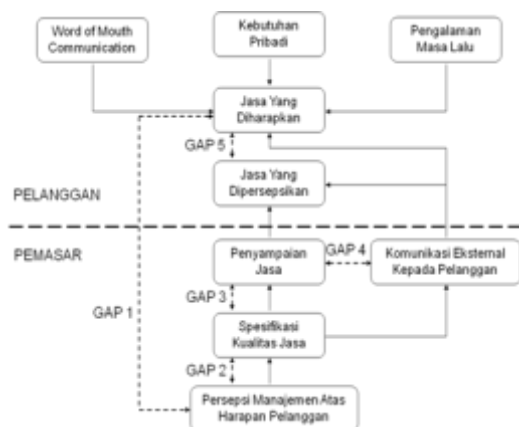 Word of Mouth
Communication
Kebutuhan
Pribadi
Pengalaman
Masa Lalu
Jasa Yang
Diharapkan
GAP 5
Jasa Yang
Dipersepsikan
PELANGGAN
PEMASAR
Penyampaian
Jasa
GAP 4
Komunikasi Eksternal
Kepada Pelanggan
GAP 1
GAP 3
Spesifikasi
Kualitas Jasa
GAP 2
Persepsi Manajemen Atas
Harapan Pelanggan